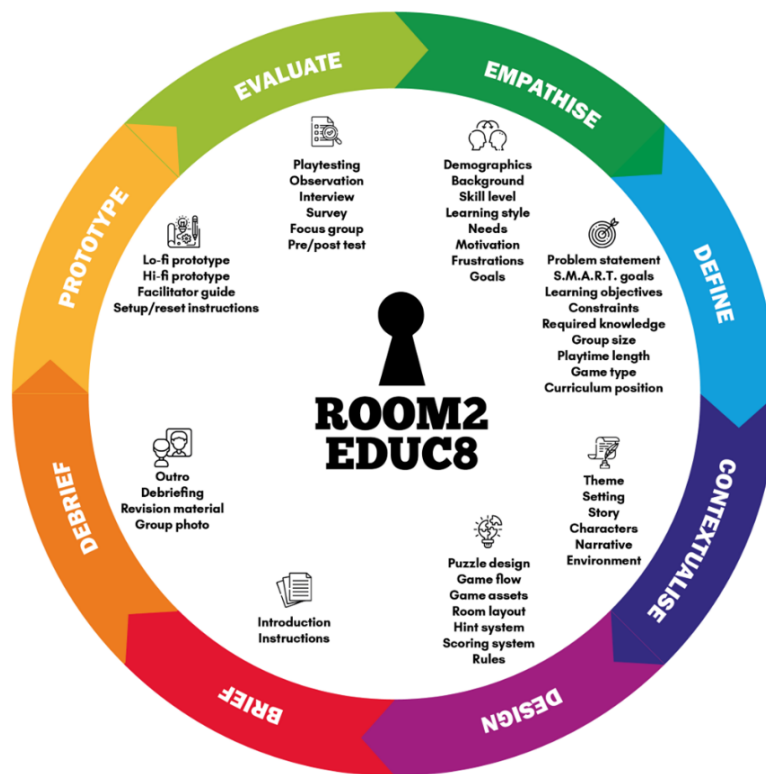 EMPATHISE
Demographics
Background
Skill level
Learning style
Needs
Motivation
Frustrations
Goals
DEFINE
Problem statement
S.M.A.R.T. goals
Learning objectives
Constraints
Required knowledge
Group size
Playtime length
Game type
Curriculum position
CONTEXTUALISE
Theme
Setting
Story
Characters
Narrative
Environment
DESIGN
Puzzle design
Game flow
Game assets
Room layout
Hint system
Scoring system
Rules
BRIEF
Introduction
Instructions
DEBRIEF
Outro
Debriefing
Revision material
Group photo
PROTOTYPE
Lo-fi prototype
Hi-fi prototype
Facilitator guide
Setup/reset instructions
EVALUATE
Playtesting
Observation
Interview
Survey
Focus group
Pre/post test
ROOM2
EDUC8